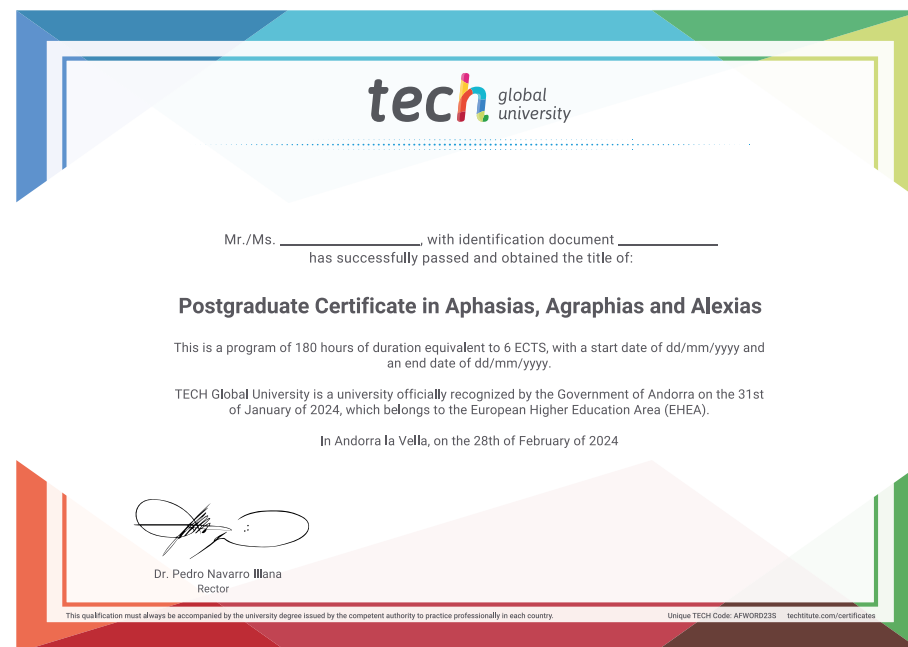 tech global university
Mr./Ms. ____________, with identification document ____________
has successfully passed and obtained the title of:
Postgraduate Certificate in Aphasias, Agraphias and Alexias
This is a program of 180 hours of duration equivalent to 6 ECTS, with a start date of dd/mm/yyyy and
an end date of dd/mm/yyyy.
TECH Global University is a university officially recognized by the Government of Andorra on the 31st
of January of 2024, which belongs to the European Higher Education Area (EHEA).
In Andorra la Vella, on the 28th of February of 2024
Dr. Pedro Navarro Illana
Rector
This qualification must always be accompanied by the university degree issued by the competent authority to practice professionally in each country.
Unique TECH Code: AFWORD23S techtitute.com/certificates